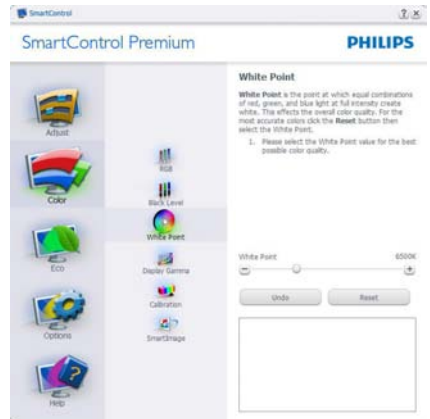 SmartControl
? X
SmartControl Premium
PHILIPS
Adjust
Color
Eco
Options
Help
RGB
Black Level
White Point
Display Gamma
Calibration
SmartImage
White Point
White Point is the point at which equal combinations
of red, green, and blue light at full intensity create
white. This effects the overall color quality. For the
most accurate colors click the Reset button then
select the White Point.
1. Please select the White Point value for the best
possible color quality.
White Point 6500K
Undo Reset